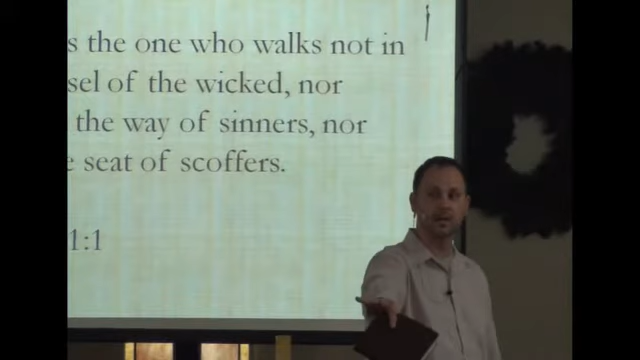 s the one who walks not in
sel of the wicked, nor
the way of sinners, nor
e seat of scoffers.
1:1